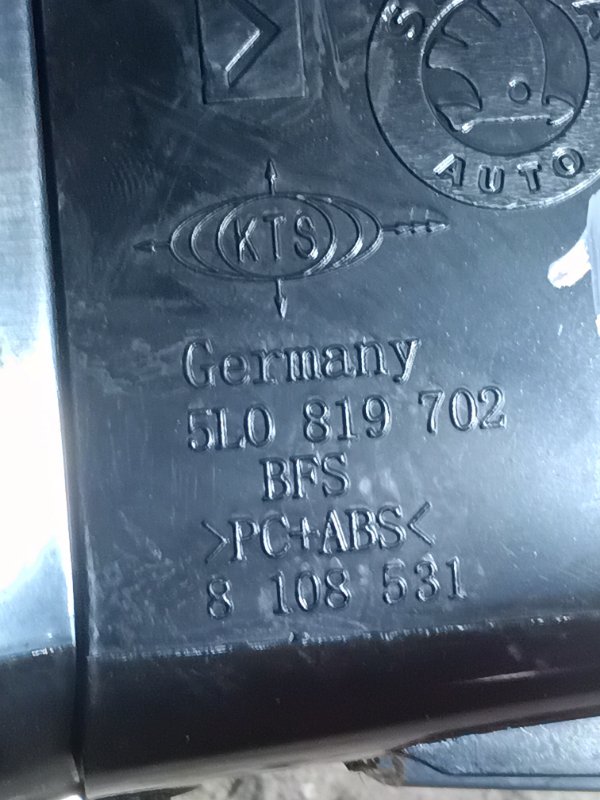 AUTO
KTS
Germany
5L0 819 702
BFS
>PC+ABS<
8 108 531